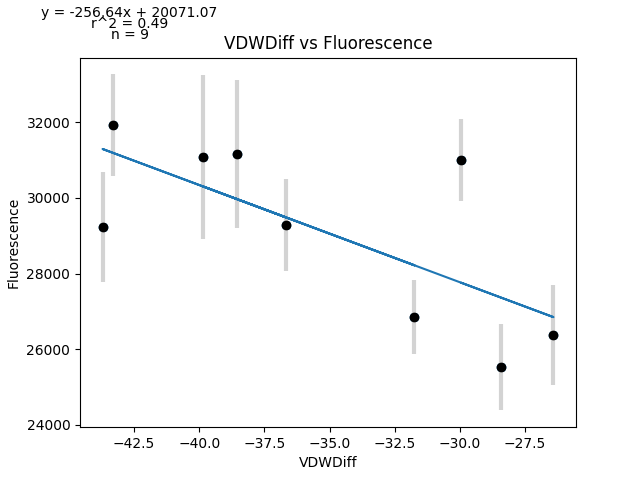 y = -256.64x + 20071.07
r^2 = 0.49
n = 9
VDWDiff vs Fluorescence
Fluorescence
32000
30000
28000
26000
24000
−42.5 −40.0 −37.5 −35.0 −32.5 −30.0 −27.5
VDWDiff